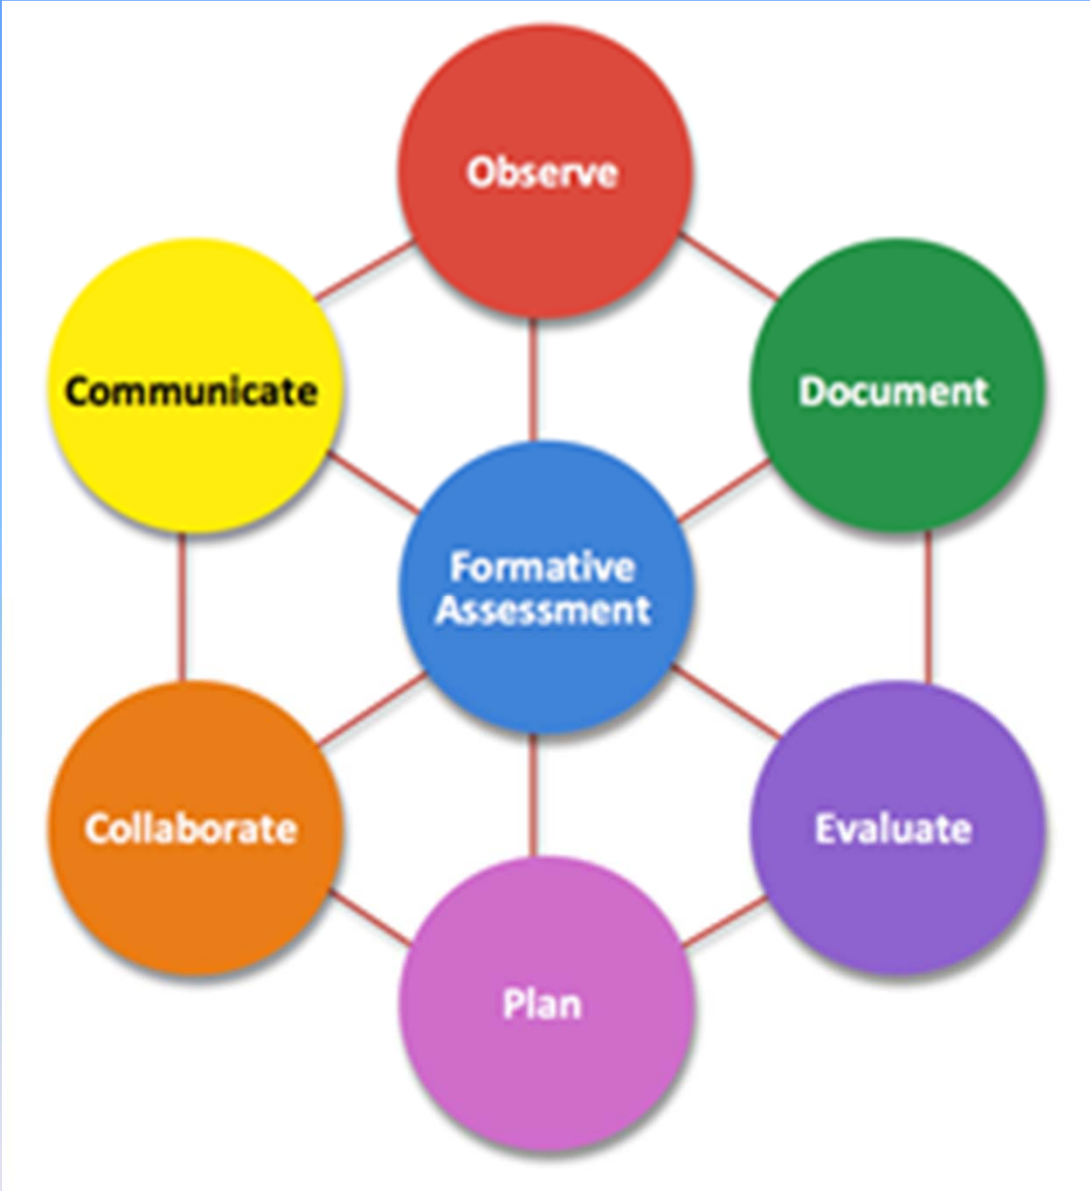 Observe
Communicate
Document
Formative
Assessment
Collaborate
Evaluate
Plan